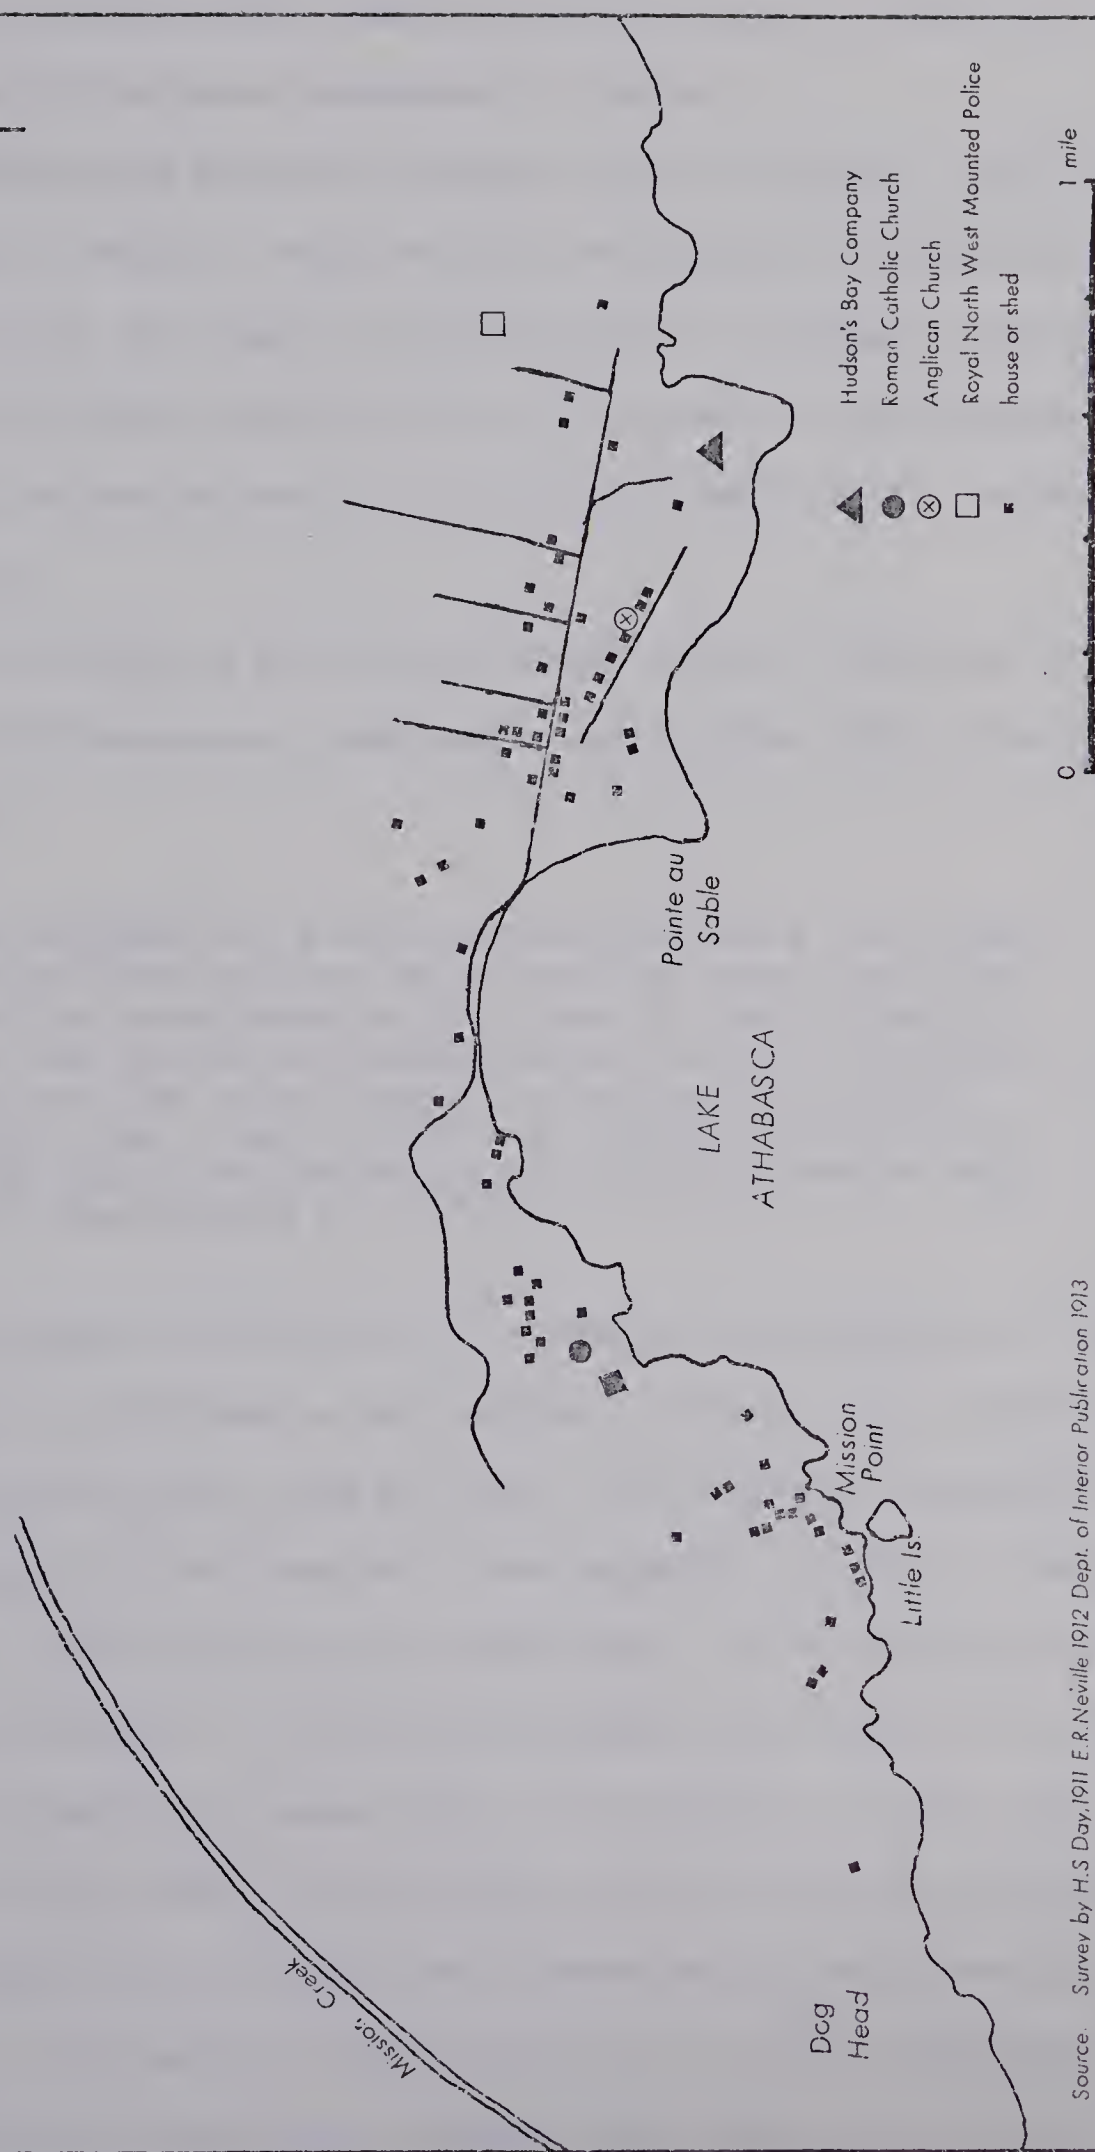 Mission Creek
Dog
Head
Little Is.
Mission
Point
LAKE
ATHABASCA
Pointe au
Sable
Hudson's Bay Company
Roman Catholic Church
Anglican Church
Royal North West Mounted Police
house or shed
0
1 mile
Source. Survey by H.S Day,1911 E.R.Neville 1912 Dept. of Interior Publication 1913